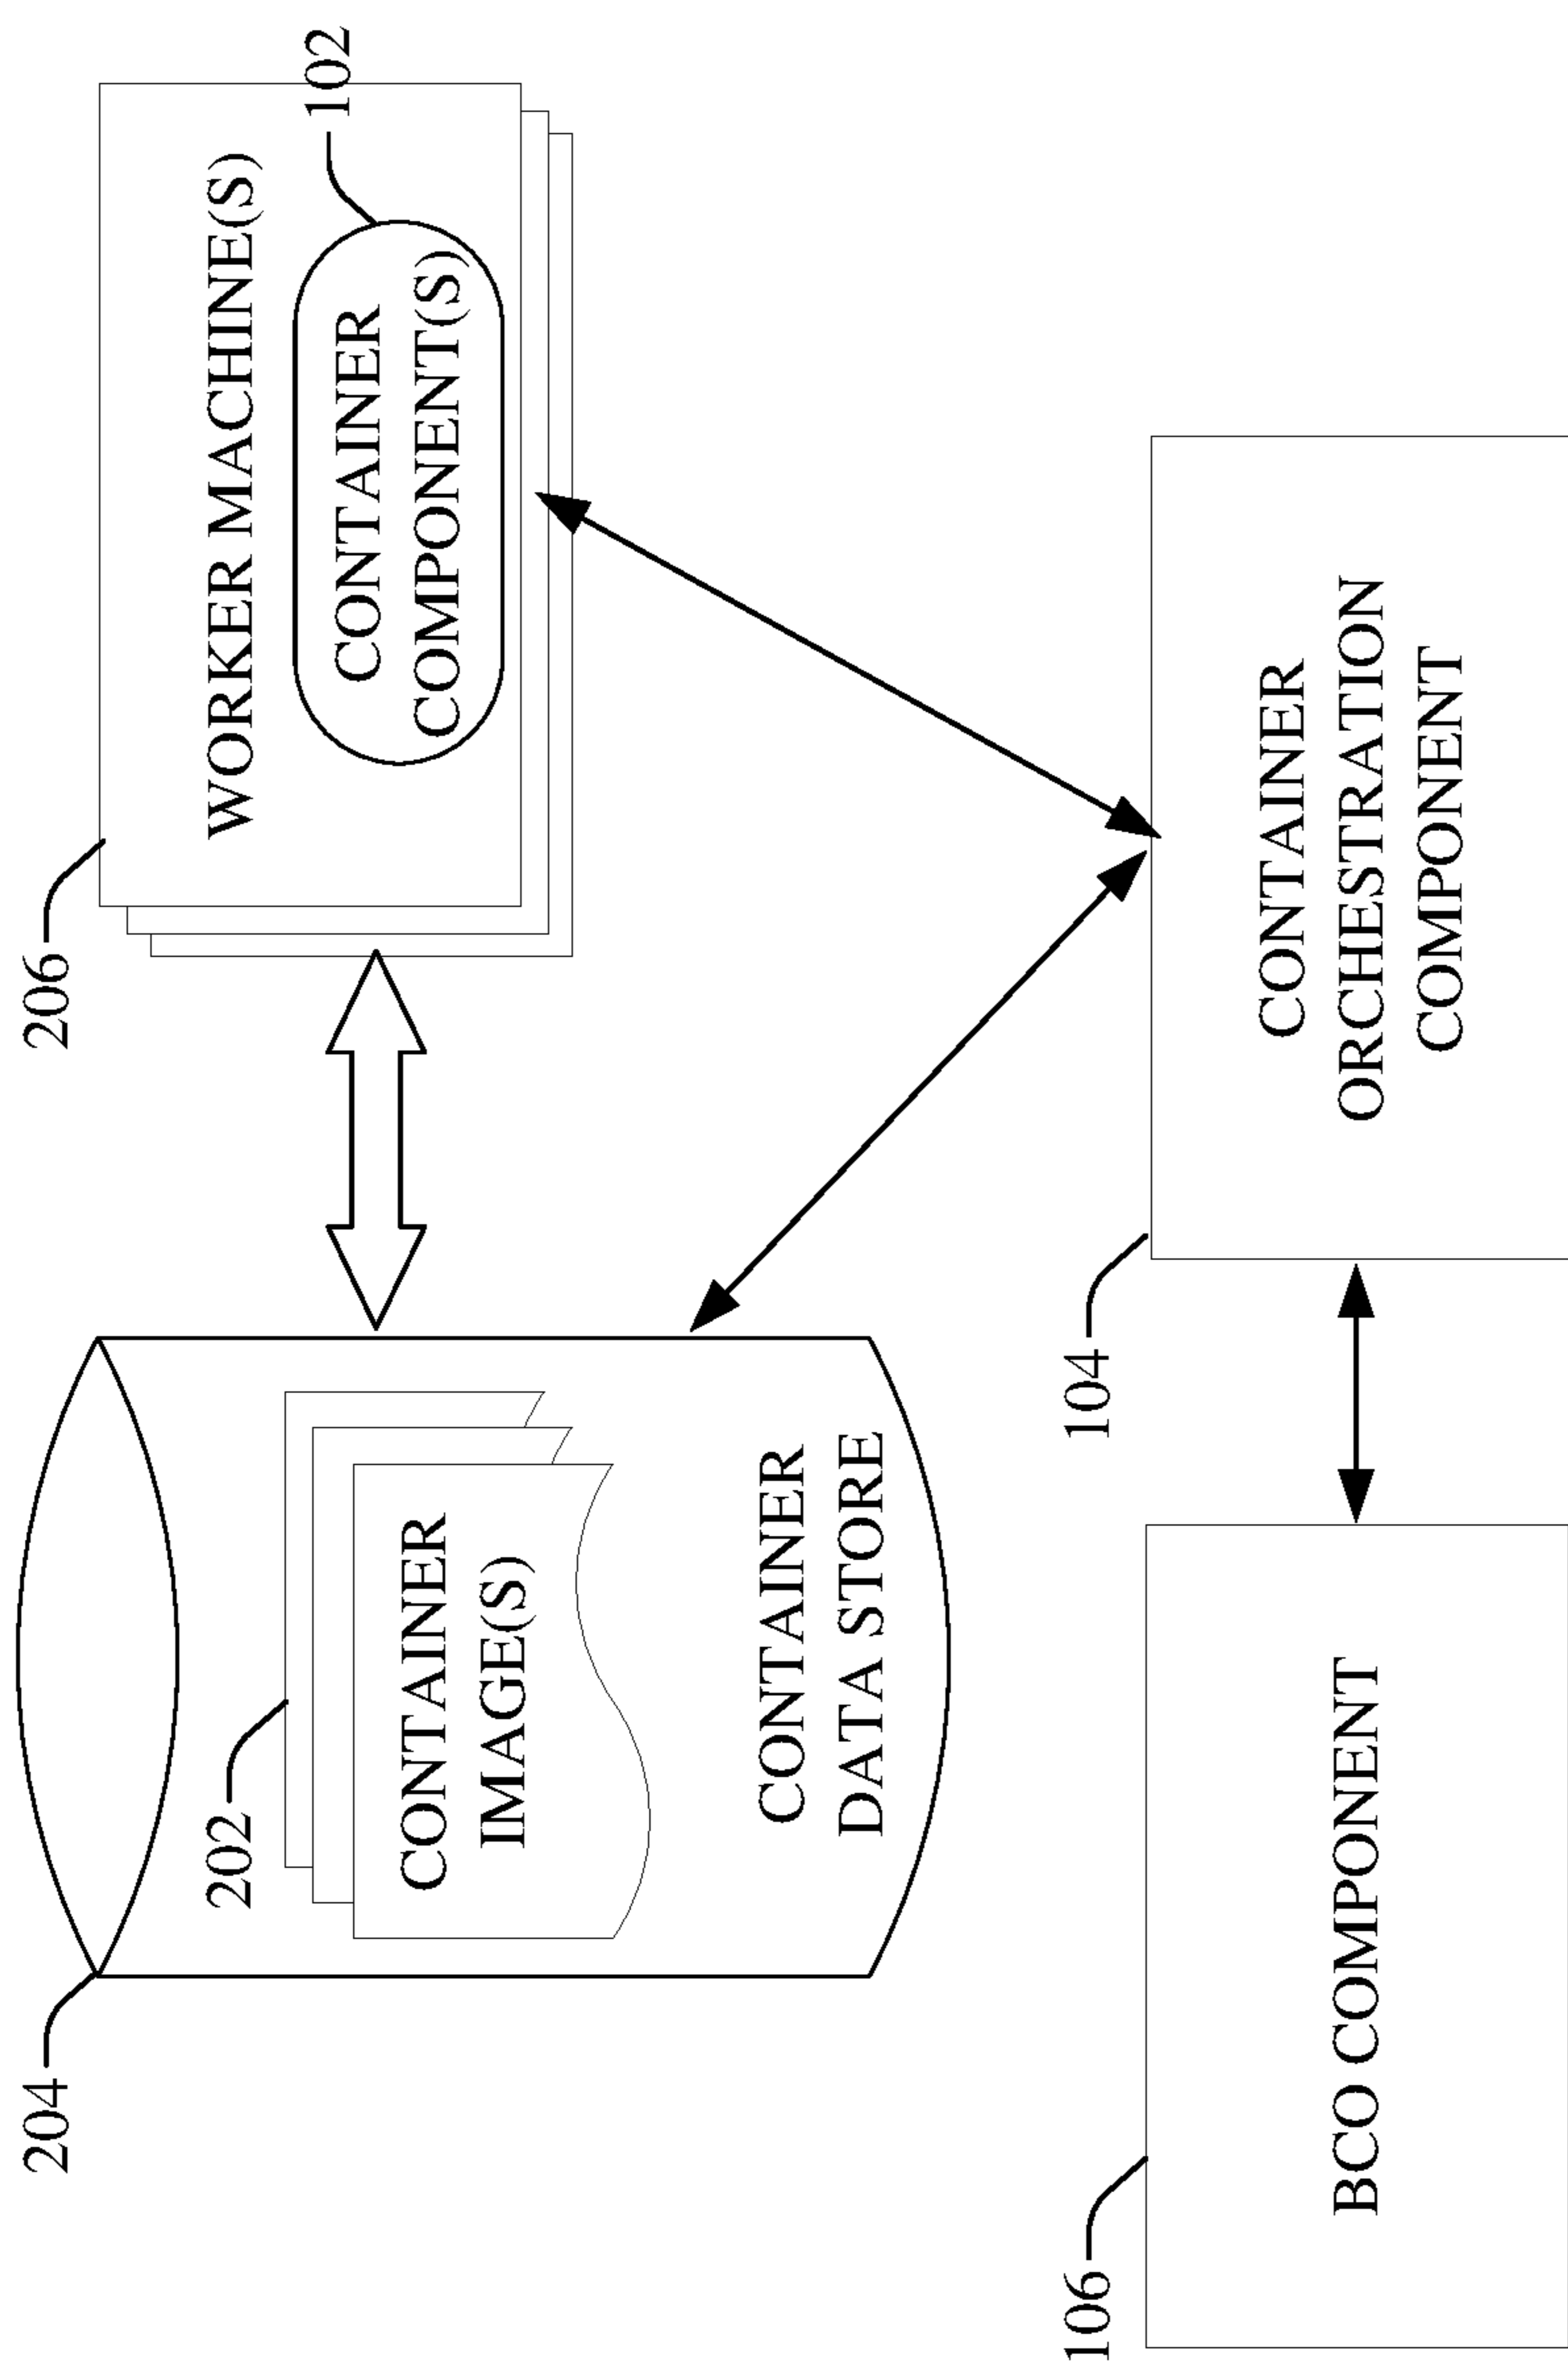 204
202
CONTAINER
IMAGE(S)
CONTAINER
DATA STORE
206
WORKER MACHINE(S)
102
CONTAINER
COMPONENT(S)
106
BCO COMPONENT
104
CONTAINER
ORCHESTRATION
COMPONENT